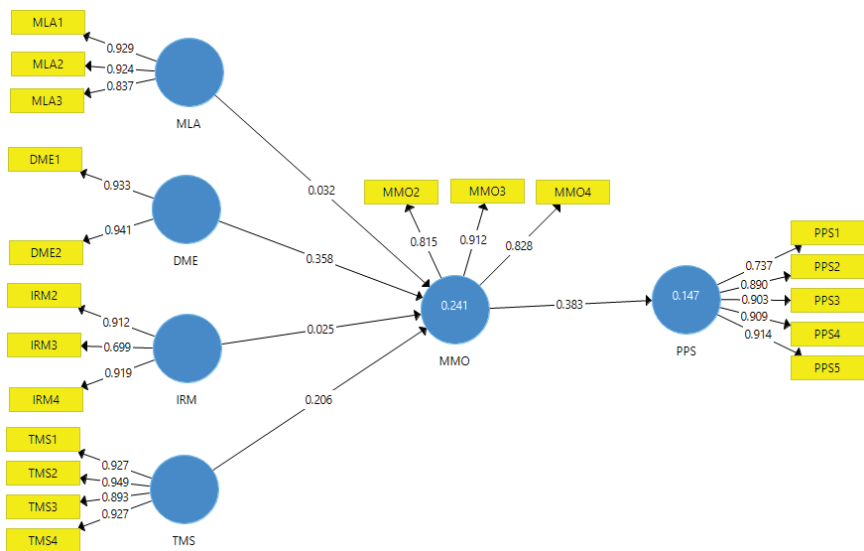 MLA1
0.929
MLA2
0.924
0.837
MLA3
MLA
DME1
0.933
0.941
DME2
DME
IRM2
0.912
IRM3
0.699
0.919
IRM4
IRM
TMS1
0.927
TMS2
0.949
TMS3
0.893
0.927
TMS4
TMS
0.032
0.358
0.025
0.206
MMO2
MMO3
MMO4
0.815
0.912
0.828
0.241
MMO
0.383
0.147
PPS
PPS1
0.737
PPS2
0.890
0.903
PPS3
0.909
PPS4
0.914
PPS5